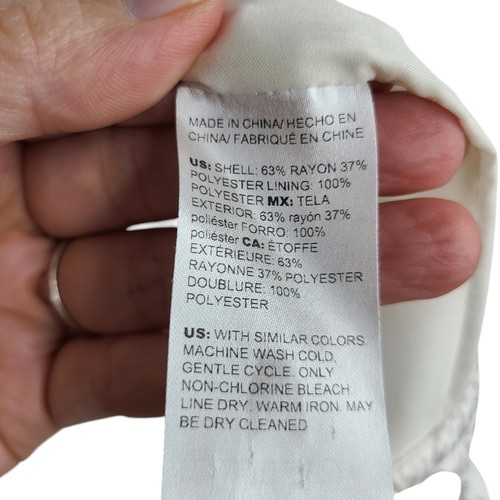 MADE IN CHINA/ HECHO EN
CHINA/ FABRIQUÉ EN CHINE
US: SHELL: 63% RAYON 37%
POLYESTER LINING: 100%
POLYESTER MX: TELA
EXTERIOR: 63% rayón 37%
poliéster FORRO: 100%
poliéster CA: ÉTOFFE
EXTÉRIEURE: 63%
RAYONNE 37% POLYESTER
DOUBLURE: 100%
POLYESTER
US: WITH SIMILAR COLORS.
MACHINE WASH COLD,
GENTLE CYCLE. ONLY
NON-CHLORINE BLEACH.
LINE DRY. WARM IRON. MAY
BE DRY CLEANED